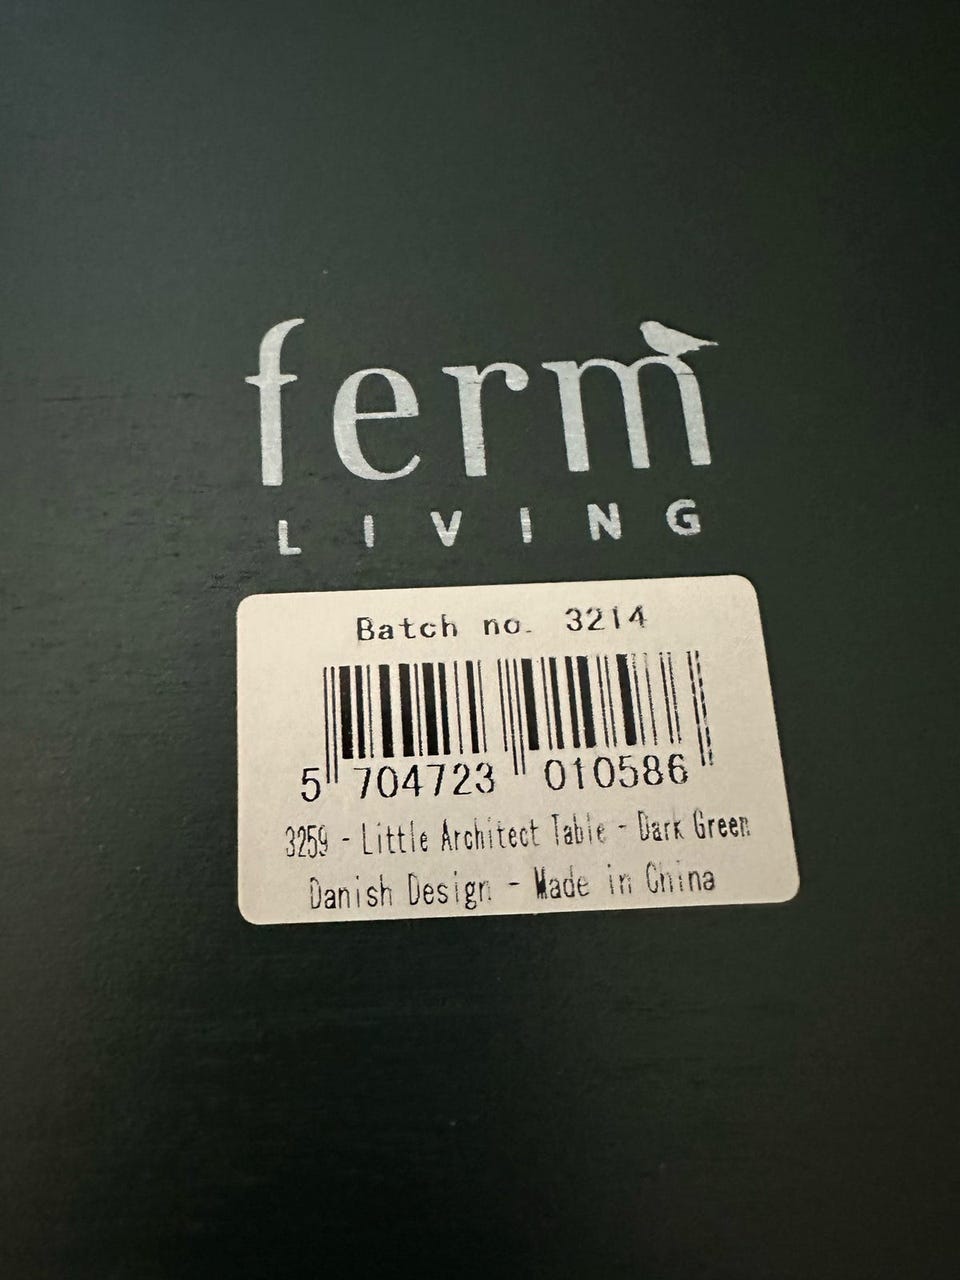 ferm
LIVING
Batch no. 3214
5 704723 010586
3259 - Little Architect Table - Dark Green
Danish Design - Made in China